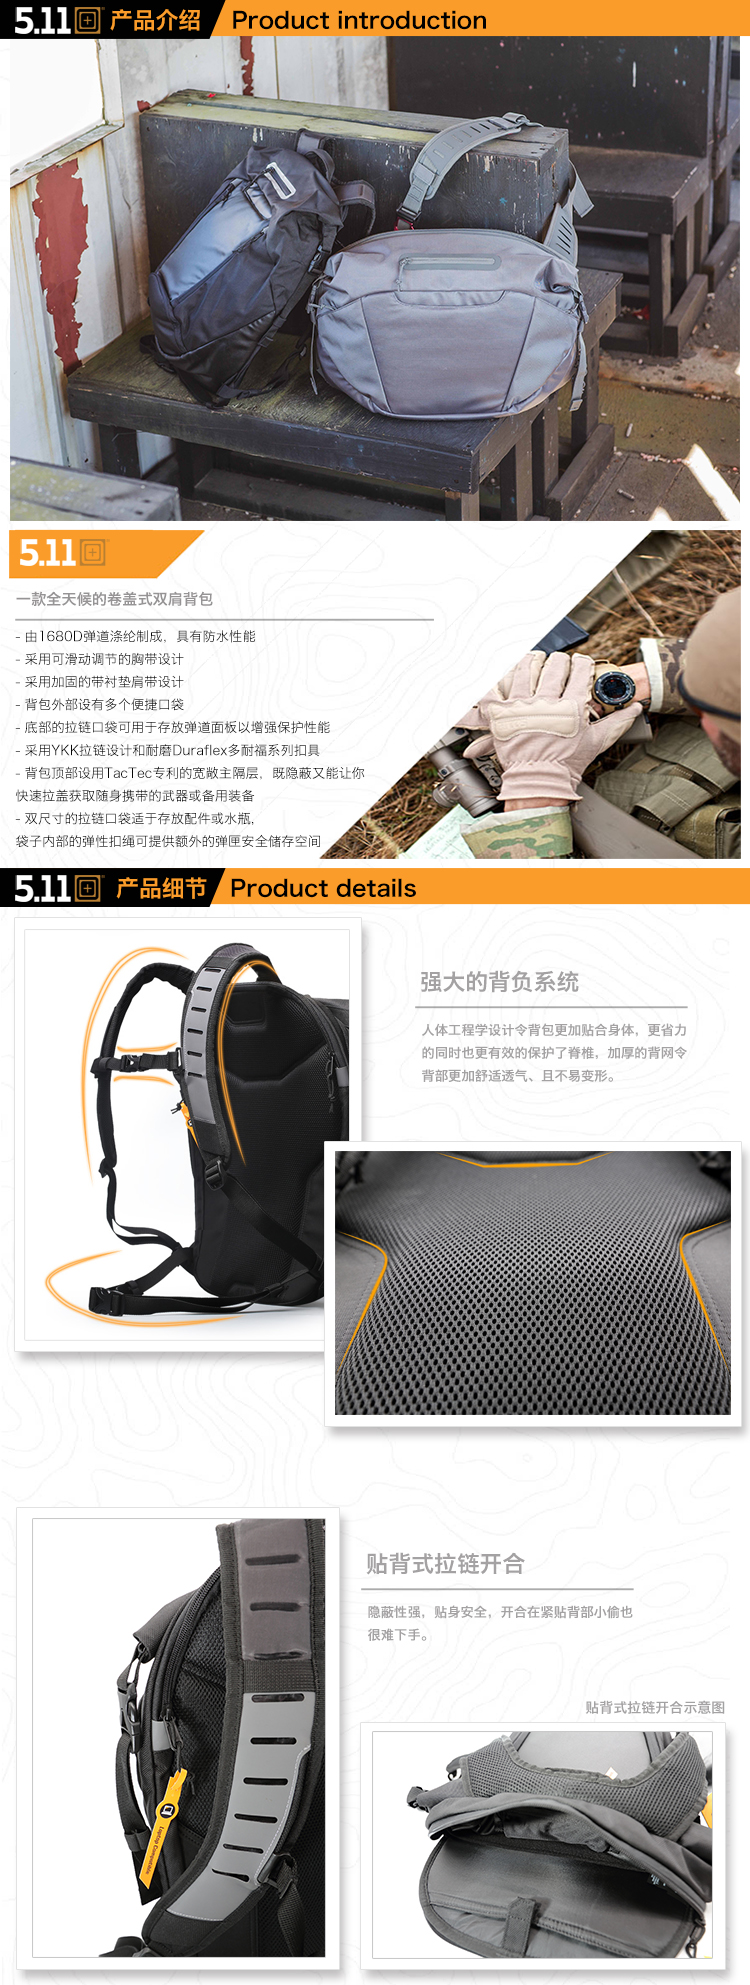 5.11 产品介绍 Product introduction
5.11
一款全天候的卷盖式双肩背包
- 由1680D弹道涤纶制成，具有防水性能
- 采用可滑动调节的胸带设计
- 采用加固的带衬垫肩带设计
- 背包外部设有多个便捷口袋
- 底部的拉链口袋可用于存放弹道面板以增强保护性能
- 采用YKK拉链设计和耐磨Duraflex多耐福系列扣具
- 背包顶部设用TacTec专利的宽敞主隔层，既隐蔽又能让你
快速拉盖获取随身携带的武器或备用装备
- 双尺寸的拉链口袋适于存放配件或水瓶，
袋子内部的弹性扣绳可提供额外的弹匣安全储存空间
5.11 产品细节 Product details
强大的背负系统
人体工程学设计令背包更加贴合身体，更省力
的同时也更有效的保护了脊椎，加厚的背网令
背部更加舒适透气、且不易变形。
贴背式拉链开合
隐蔽性强，贴身安全，开合在紧贴背部小偷也
很难下手。
贴背式拉链开合示意图
Laptop Compatible